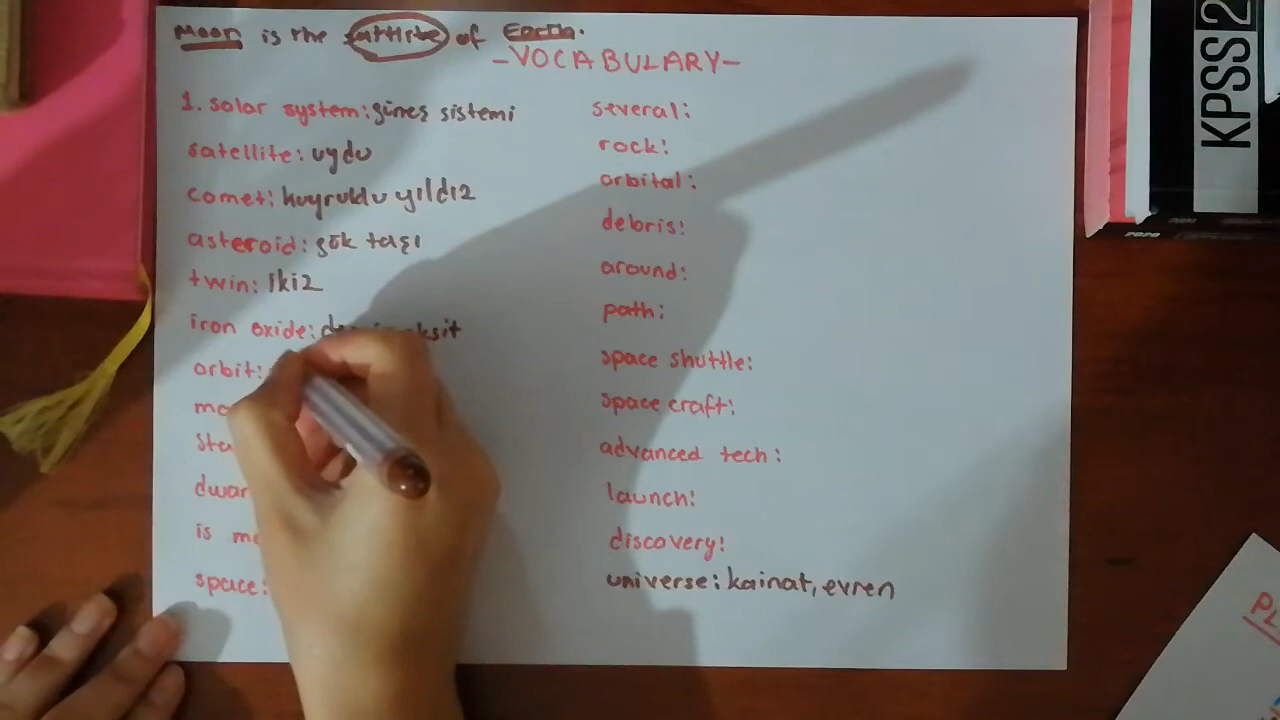 Moon is the sattlite of Earth.
-VOCABULARY-
1. solar system: güneş sistemi
satellite: uydu
comet: kuyruklu yıldız
asteroid: gök taşı
twin: ikiz
iron oxide: oksit
orbit:
space:
several:
rock:
orbital:
debris:
around:
path:
space shuttle:
space craft:
advanced tech:
launch:
discovery:
universe: kainat, evren
KPSS